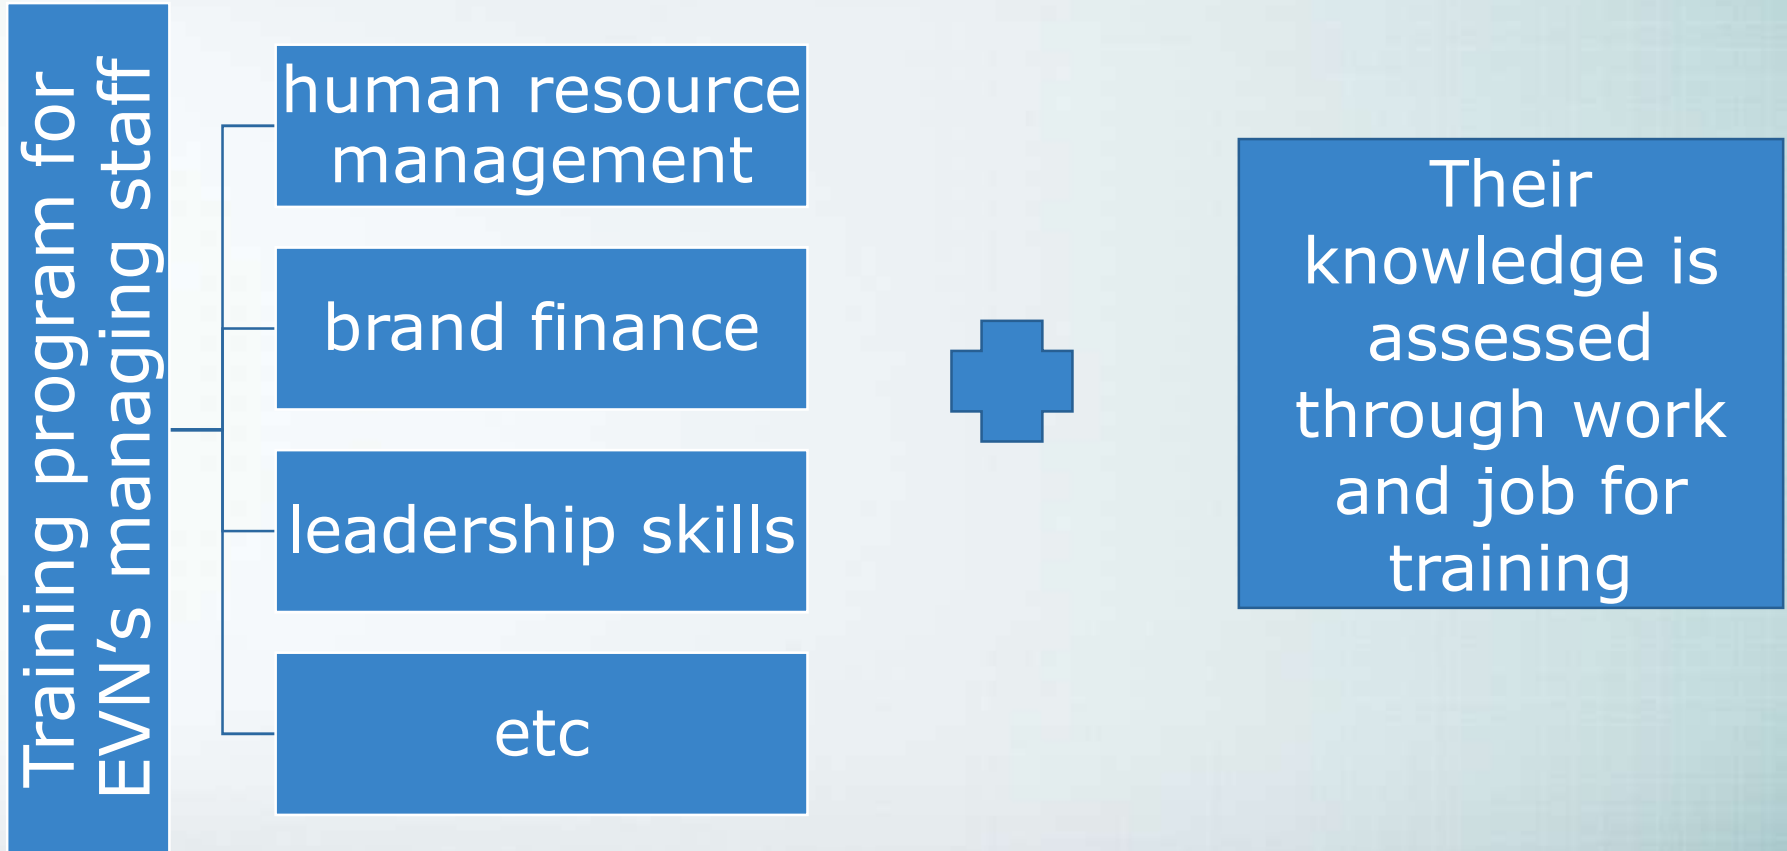 Training program for
EVN’s managing staff
human resource
management
brand finance
leadership skills
etc
Their
knowledge is
assessed
through work
and job for
training